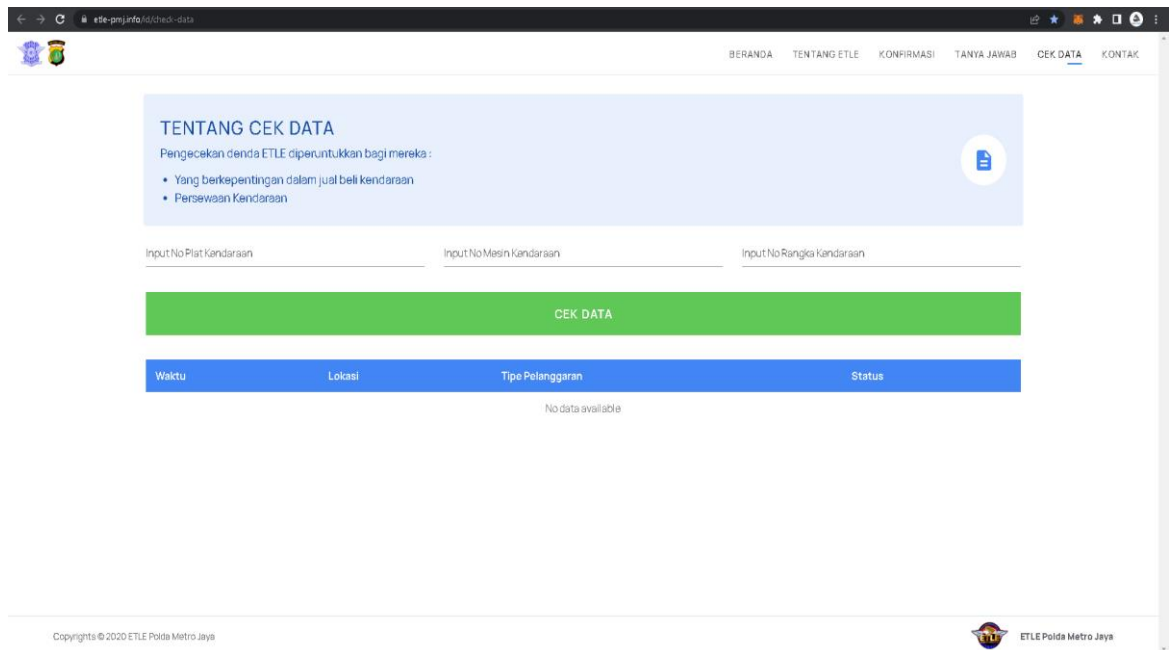 etle-pmj.info/id/check-data
BERANDA TENTANG ETLE KONFIRMASI TANYA JAWAB CEK DATA KONTAK
TENTANG CEK DATA
Pengecekan denda ETLE diperuntukkan bagi mereka :
• Yang berkepentingan dalam jual beli kendaraan
• Persewaan Kendaraan
Input No Plat Kendaraan Input No Mesin Kendaraan Input No Rangka Kendaraan
CEK DATA
Waktu Lokasi Tipe Pelanggaran Status
No data available
Copyrights © 2020 ETLE Polda Metro Jaya ETLE ETLE Polda Metro Jaya